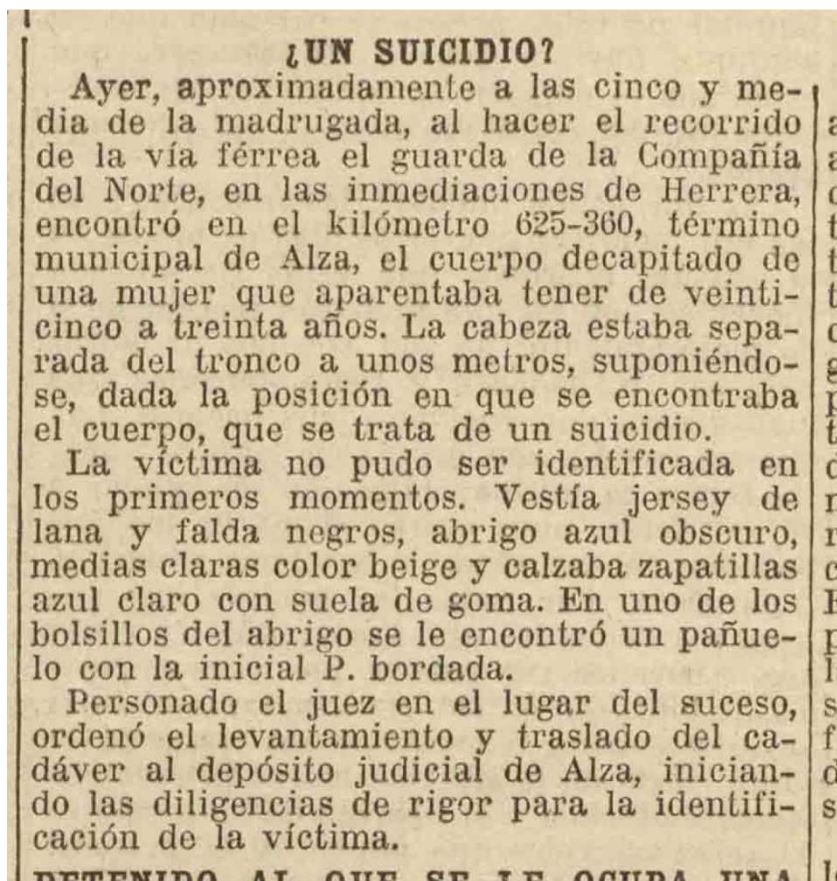 ¿UN SUICIDIO?
Ayer, aproximadamente a las cinco y me-
dia de la madrugada, al hacer el recorrido
de la vía férrea el guarda de la Compañía
del Norte, en las inmediaciones de Herrera,
encontró en el kilómetro 625-360, término
municipal de Alza, el cuerpo decapitado de
una mujer que aparentaba tener de veinti-
cinco a treinta años. La cabeza estaba sepa-
rada del tronco a unos metros, suponiéndo-
se, dada la posición en que se encontraba
el cuerpo, que se trata de un suicidio.
La víctima no pudo ser identificada en
los primeros momentos. Vestía jersey de
lana y falda negros, abrigo azul obscuro,
medias claras color beige y calzaba zapatillas
azul claro con suela de goma. En uno de los
bolsillos del abrigo se le encontró un pañue-
lo con la inicial P. bordada.
Personado el juez en el lugar del suceso,
ordenó el levantamiento y traslado del ca-
dáver al depósito judicial de Alza, inician-
do las diligencias de rigor para la identifi-
cación de la víctima.
DETENIDO AL QUE SE LE OCUPA UNA